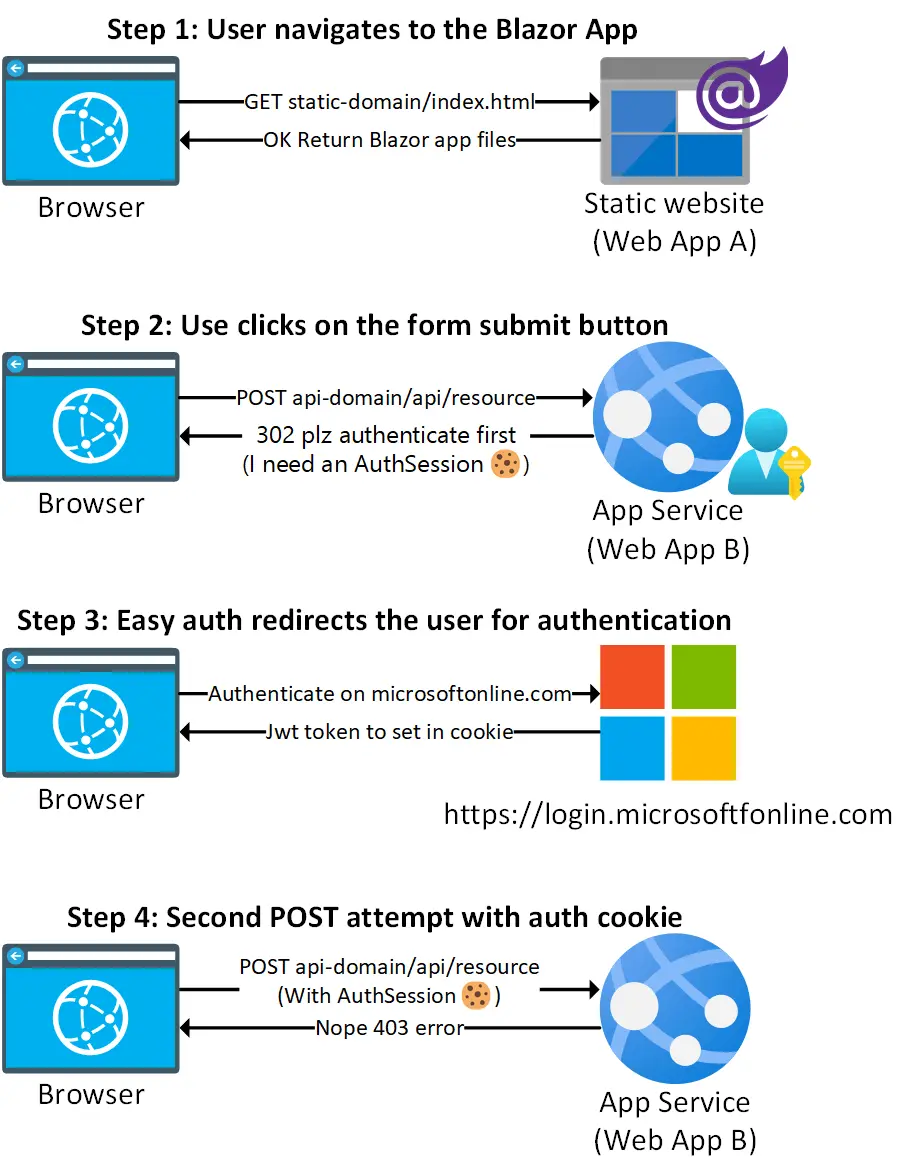 Step 1: User navigates to the Blazor App
GET static-domain/index.html
OK Return Blazor app files
Browser
Static website
(Web App A)
Step 2: Use clicks on the form submit button
POST api-domain/api/resource
302 plz authenticate first
(I need an AuthSession 🍪)
Browser
App Service
(Web App B)
Step 3: Easy auth redirects the user for authentication
Authenticate on microsoftonline.com
Jwt token to set in cookie
Browser
https://login.microsoftfonline.com
Step 4: Second POST attempt with auth cookie
POST api-domain/api/resource
(With AuthSession 🍪)
Nope 403 error
Browser
App Service
(Web App B)